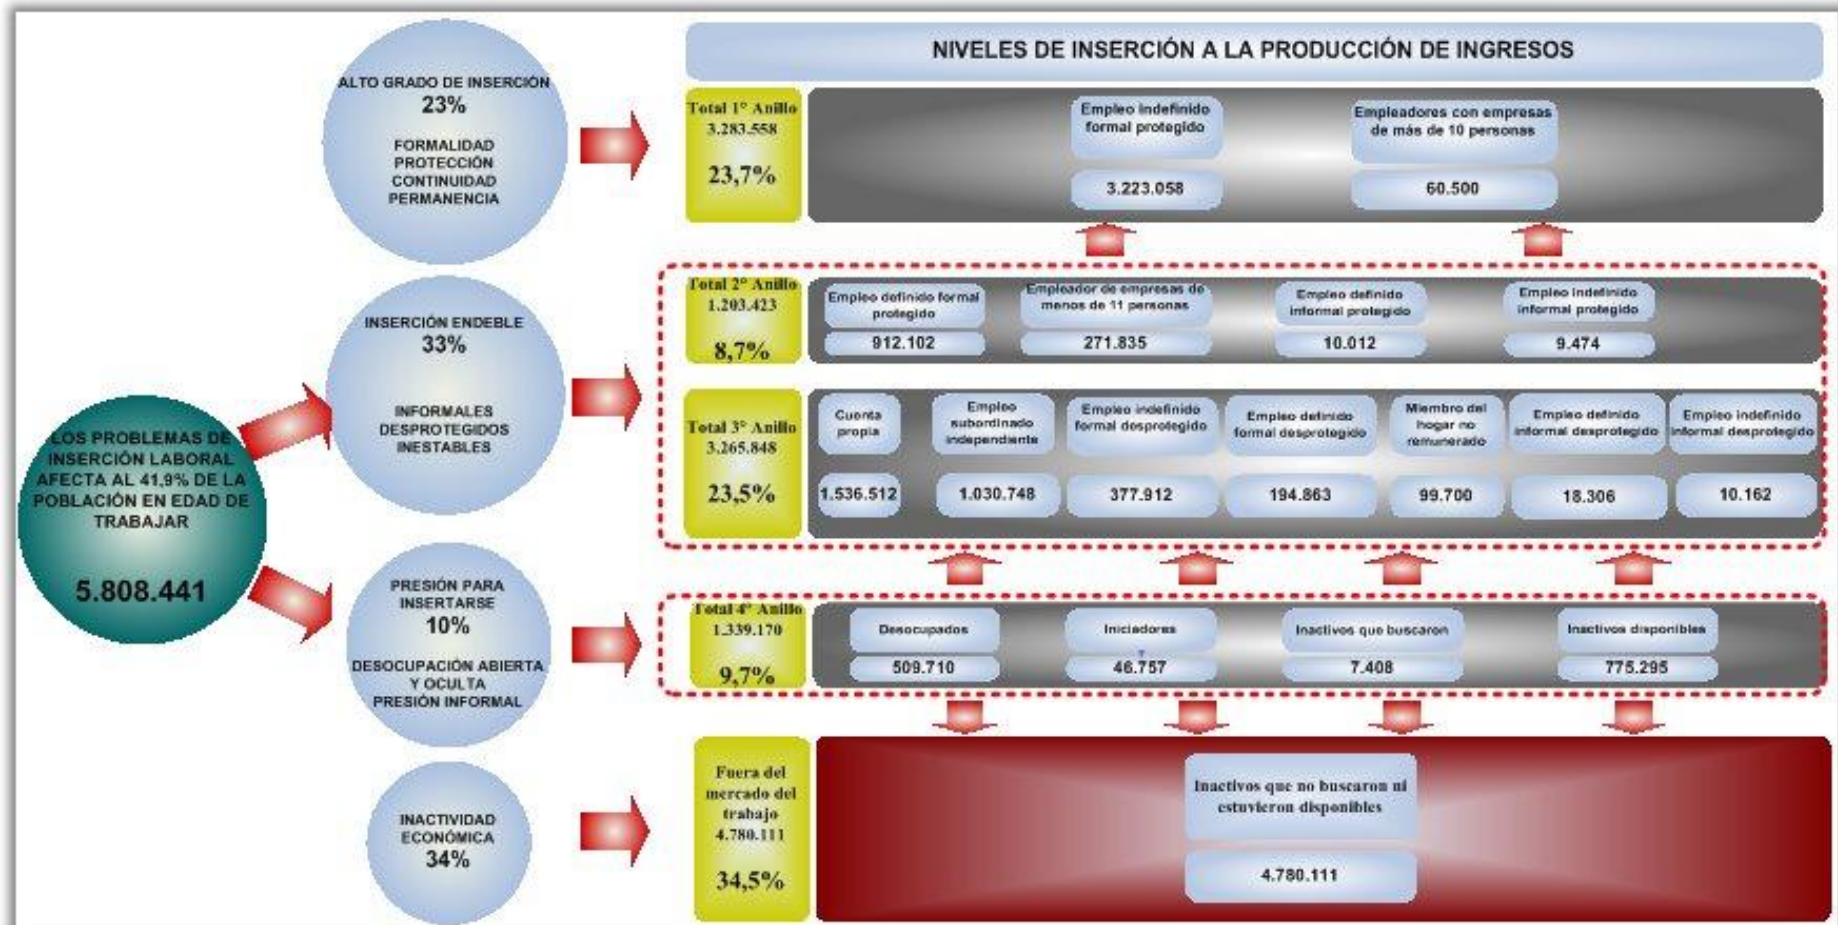 NIVELES DE INSERCIÓN A LA PRODUCCIÓN DE INGRESOS
ALTO GRADO DE INSERCIÓN
23%
FORMALIDAD
PROTECCIÓN
CONTINUIDAD
PERMANENCIA
Total 1° Anillo
3.283.558
23,7%
Empleo indefinido
formal protegido
3.223.058
Empleadores con empresas
de más de 10 personas
60.500
INSERCIÓN ENDEBLE
33%
INFORMALES
DESPROTEGIDOS
INESTABLES
Total 2° Anillo
1.203.423
8,7%
Empleo definido formal
protegido
912.102
Empleador de empresas de
menos de 11 personas
271.835
Empleo definido
informal protegido
10.012
Empleo indefinido
informal protegido
9.474
Total 3° Anillo
3.265.848
23,5%
Cuenta
propia
1.536.512
Empleo
subordinado
independiente
1.030.748
Empleo indefinido
formal desprotegido
377.912
Empleo definido
formal desprotegido
194.863
Miembro del
hogar no
remunerado
99.700
Empleo definido
informal desprotegido
18.306
Empleo indefinido
informal desprotegido
10.162
LOS PROBLEMAS DE
INSERCIÓN LABORAL
AFECTA AL 41,9% DE LA
POBLACIÓN EN EDAD DE
TRABAJAR
5.808.441
PRESIÓN PARA
INSERTARSE
10%
DESOCUPACIÓN ABIERTA
Y OCULTA
PRESIÓN INFORMAL
Total 4° Anillo
1.339.170
9,7%
Desocupados
509.710
Iniciadores
46.757
Inactivos que buscaron
7.408
Inactivos disponibles
775.295
INACTIVIDAD
ECONÓMICA
34%
Fuera del
mercado del
trabajo
4.780.111
34,5%
Inactivos que no buscaron ni
estuvieron disponibles
4.780.111